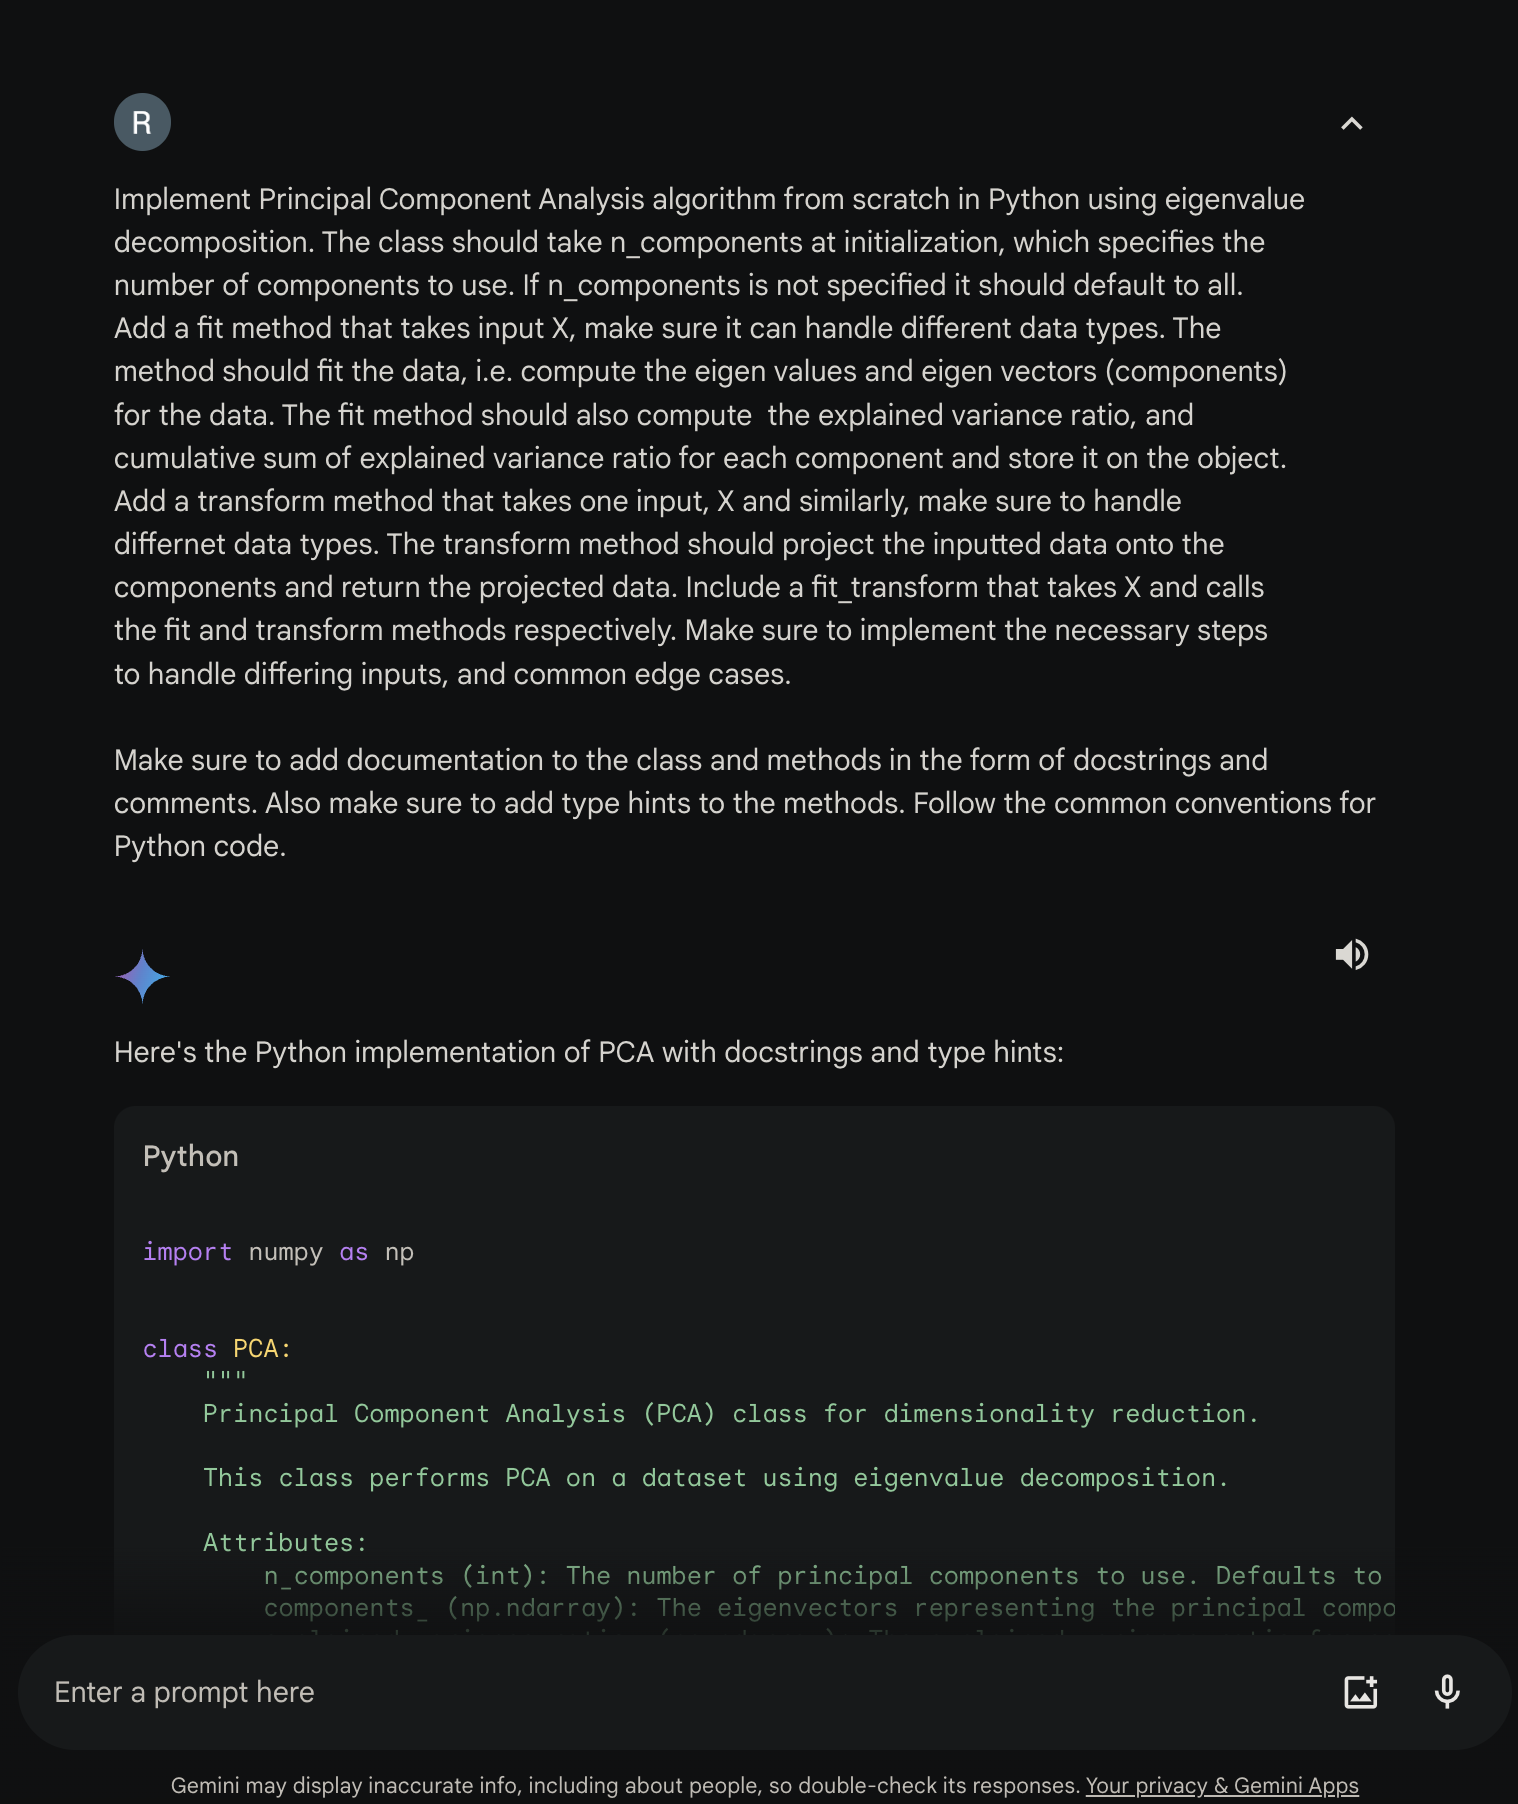 R
Implement Principal Component Analysis algorithm from scratch in Python using eigenvalue
decomposition. The class should take n_components at initialization, which specifies the
number of components to use. If n_components is not specified it should default to all.
Add a fit method that takes input X, make sure it can handle different data types. The
method should fit the data, i.e. compute the eigen values and eigen vectors (components)
for the data. The fit method should also compute  the explained variance ratio, and
cumulative sum of explained variance ratio for each component and store it on the object.
Add a transform method that takes one input, X and similarly, make sure to handle
differnet data types. The transform method should project the inputted data onto the
components and return the projected data. Include a fit_transform that takes X and calls
the fit and transform methods respectively. Make sure to implement the necessary steps
to handle differing inputs, and common edge cases.
Make sure to add documentation to the class and methods in the form of docstrings and
comments. Also make sure to add type hints to the methods. Follow the common conventions for
Python code.
Here's the Python implementation of PCA with docstrings and type hints:
Python
import numpy as np
class PCA:
"""
Principal Component Analysis (PCA) class for dimensionality reduction.
This class performs PCA on a dataset using eigenvalue decomposition.
Attributes:
n_components (int): The number of principal components to use. Defaults to
components_ (np.ndarray): The eigenvectors representing the principal compo
Enter a prompt here
Gemini may display inaccurate info, including about people, so double-check its responses. Your privacy & Gemini Apps